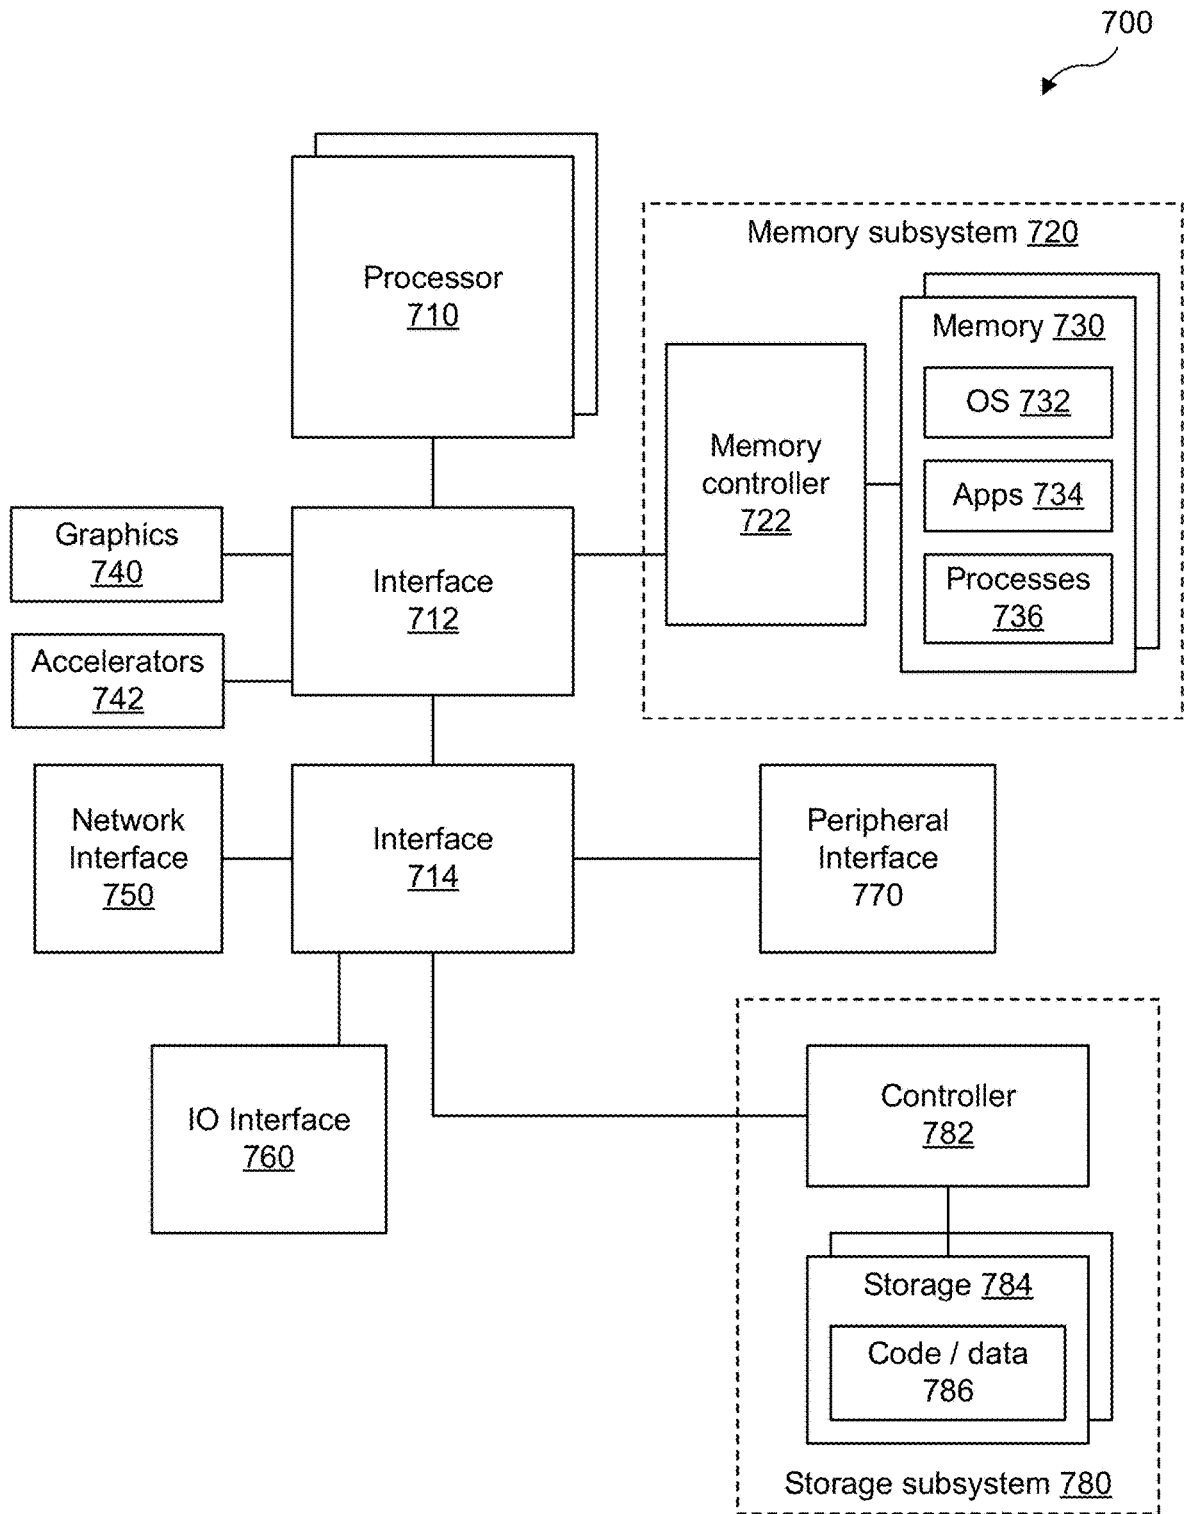 700
Processor
710
Memory subsystem 720
Memory 730
OS 732
Apps 734
Processes
736
Memory
controller
722
Graphics
740
Interface
712
Accelerators
742
Network
Interface
750
Interface
714
Peripheral
Interface
770
IO Interface
760
Controller
782
Storage 784
Code / data
786
Storage subsystem 780